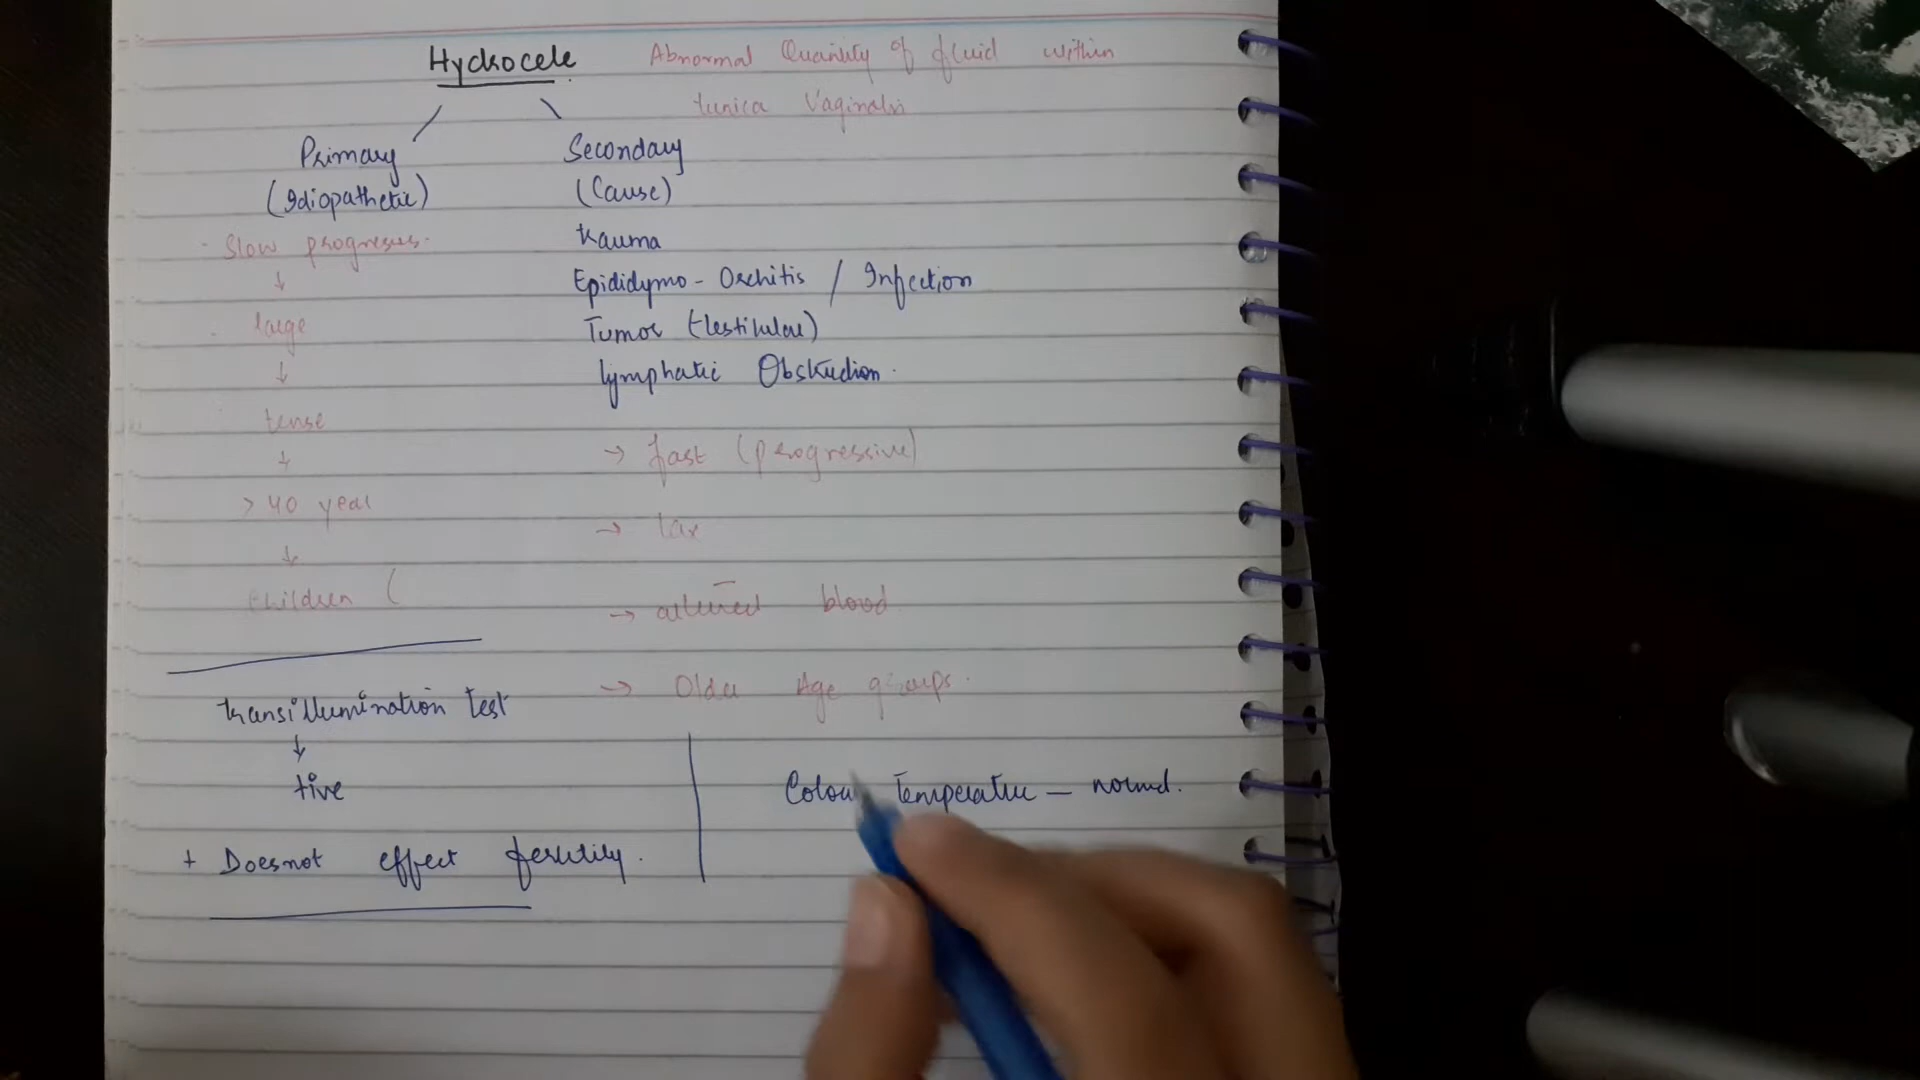 Hydrocele Abnormal Quantity of fluid within
tunica Vaginalis
Primary
(Idiopathetic)
Slow progresses.
↓
large
↓
tense
↓
> 40 year
↓
children (
Secondary
(Cause)
trauma
Epididymo - Orchitis / Infection
Tumor (testicular)
lymphatic Obstruction.
→ fast (progressive)
→ lax
→ altered blood
→ Older Age groups.
transillumination test
↓
+ive
+ Doesnot effect fertility.
Colour Temperature — normal.